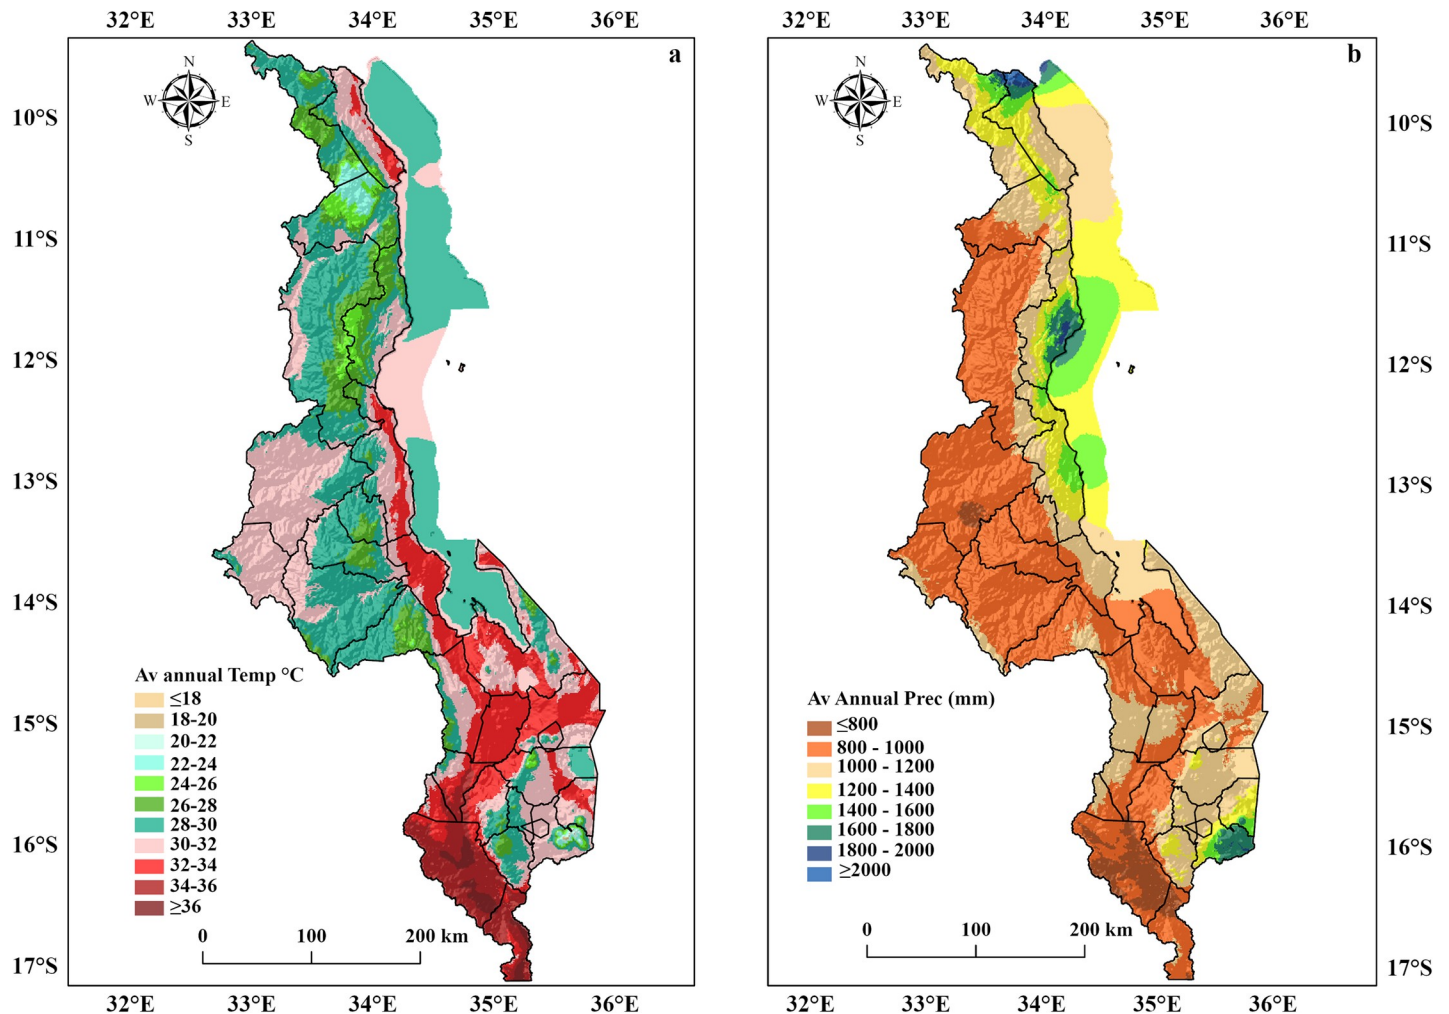 32°E 33°E 34°E 35°E 36°E
a
N
W E
S
10°S
11°S
12°S
13°S
14°S
15°S
16°S
17°S
Av annual Temp °C
≤18
18-20
20-22
22-24
24-26
26-28
28-30
30-32
32-34
34-36
≥36
0 100 200 km
32°E 33°E 34°E 35°E 36°E
32°E 33°E 34°E 35°E 36°E
b
N
W E
S
10°S
11°S
12°S
13°S
14°S
15°S
16°S
17°S
Av Annual Prec (mm)
≤800
800 - 1000
1000 - 1200
1200 - 1400
1400 - 1600
1600 - 1800
1800 - 2000
≥2000
0 100 200 km
32°E 33°E 34°E 35°E 36°E